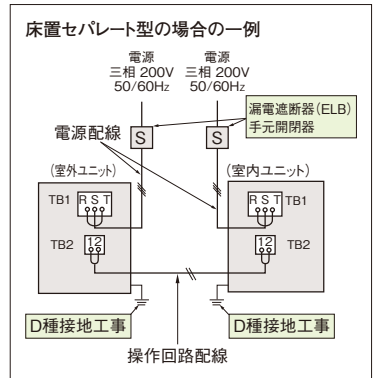 床置セパレート型の場合の一例
電源 電源
三相 200V 三相 200V
50/60Hz 50/60Hz
漏電遮断器(ELB)
手元開閉器
S S
電源配線
(室外ユニット) (室内ユニット)
TB1 R S T R S T TB1
TB2 12 12 TB2
D種接地工事 D種接地工事
操作回路配線